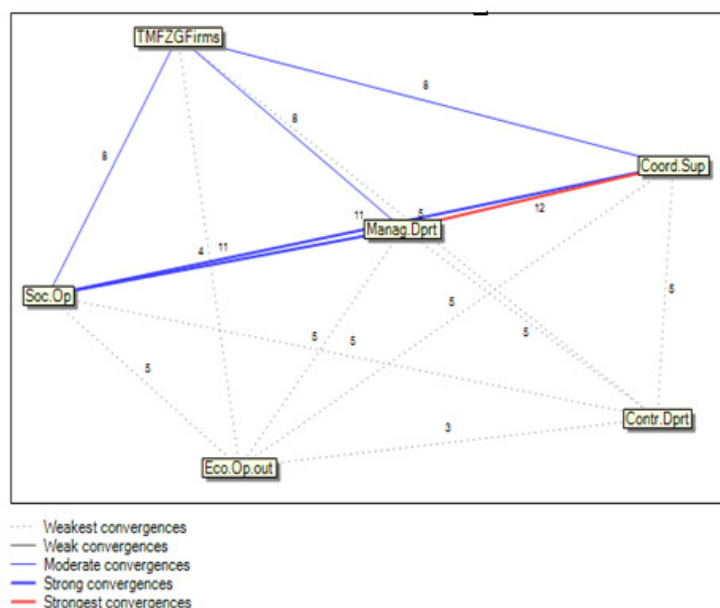 TMFZGFirms
8
Coord.Sup
8
8
5
11
12
Manag.Dprt
4
11
Soc.Op
5
5
5
5
5
5
Contr.Dprt
3
Eco.Op.out
Weakest convergences
Weak convergences
Moderate convergences
Strong convergences
Strongest convergences